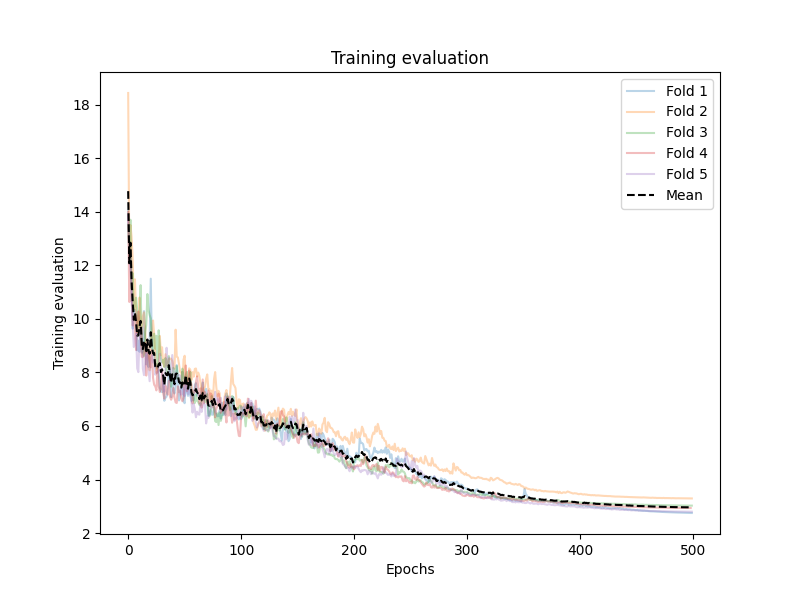 Training evaluation
Training evaluation
18
16
14
12
10
8
6
4
2
0
100
200
300
400
500
Epochs
Fold 1
Fold 2
Fold 3
Fold 4
Fold 5
Mean